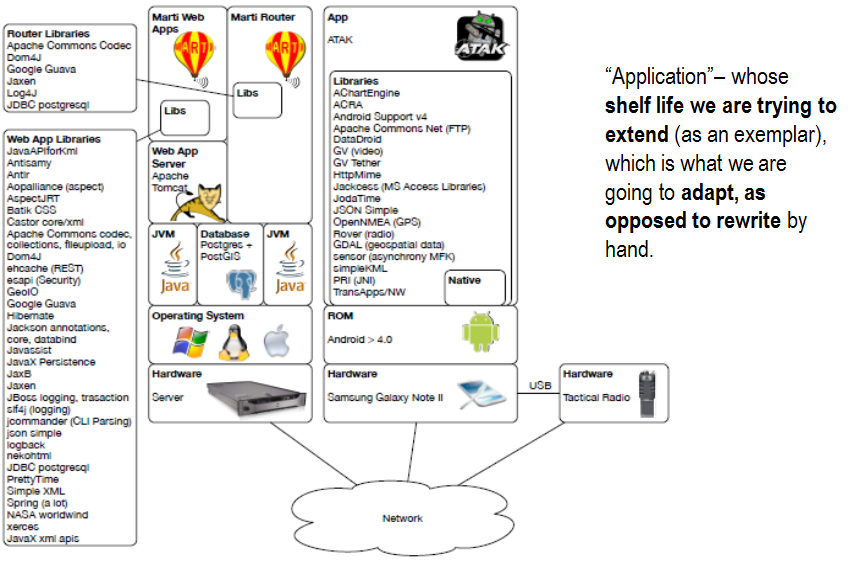 Router Libraries
Apache Commons Codec
Dom4J
Google Guava
Jaxen
Log4J
JDBC postgresql
Web App Libraries
JavaAPIforKml
Antisamy
Antlr
Aopalliance (aspect)
AspectJRT
Batik CSS
Castor core/xml
Apache Commons codec,
collections, fileupload, io
Dom4J
ehcache (REST)
esapi (Security)
GeoIO
Google Guava
Hibernate
Jackson annotations,
core, databind
Javassist
JavaX Persistence
JaxB
Jaxen
JBoss logging, trasaction
slf4j (logging)
jcommander (CLI Parsing)
json simple
logback
nekohtml
JDBC postgresql
PrettyTime
Simple XML
Spring (a lot)
NASA worldwind
xerces
JavaX xml apis
Marti Web
Apps
MARTI
Libs
Marti Router
MARTI
Libs
Web App
Server
Apache
Tomcat
JVM
Java
Database
Postgres +
PostGIS
JVM
Java
Operating System
Hardware
Server
App
ATAK
ATAK
Libraries
AChartEngine
ACRA
Android Support v4
Apache Commons Net (FTP)
DataDroid
GV (video)
GV Tether
HttpMime
Jackcess (MS Access Libraries)
JodaTime
JSON Simple
OpenNMEA (GPS)
Rover (radio)
GDAL (geospatial data)
sensor (asynchrony MFK)
simpleKML
PRI (JNI)
TransApps/NW
Native
ROM
Android > 4.0
Hardware
Samsung Galaxy Note II
USB
Hardware
Tactical Radio
Network
“Application”– whose
shelf life we are trying to
extend (as an exemplar),
which is what we are
going to adapt, as
opposed to rewrite by
hand.